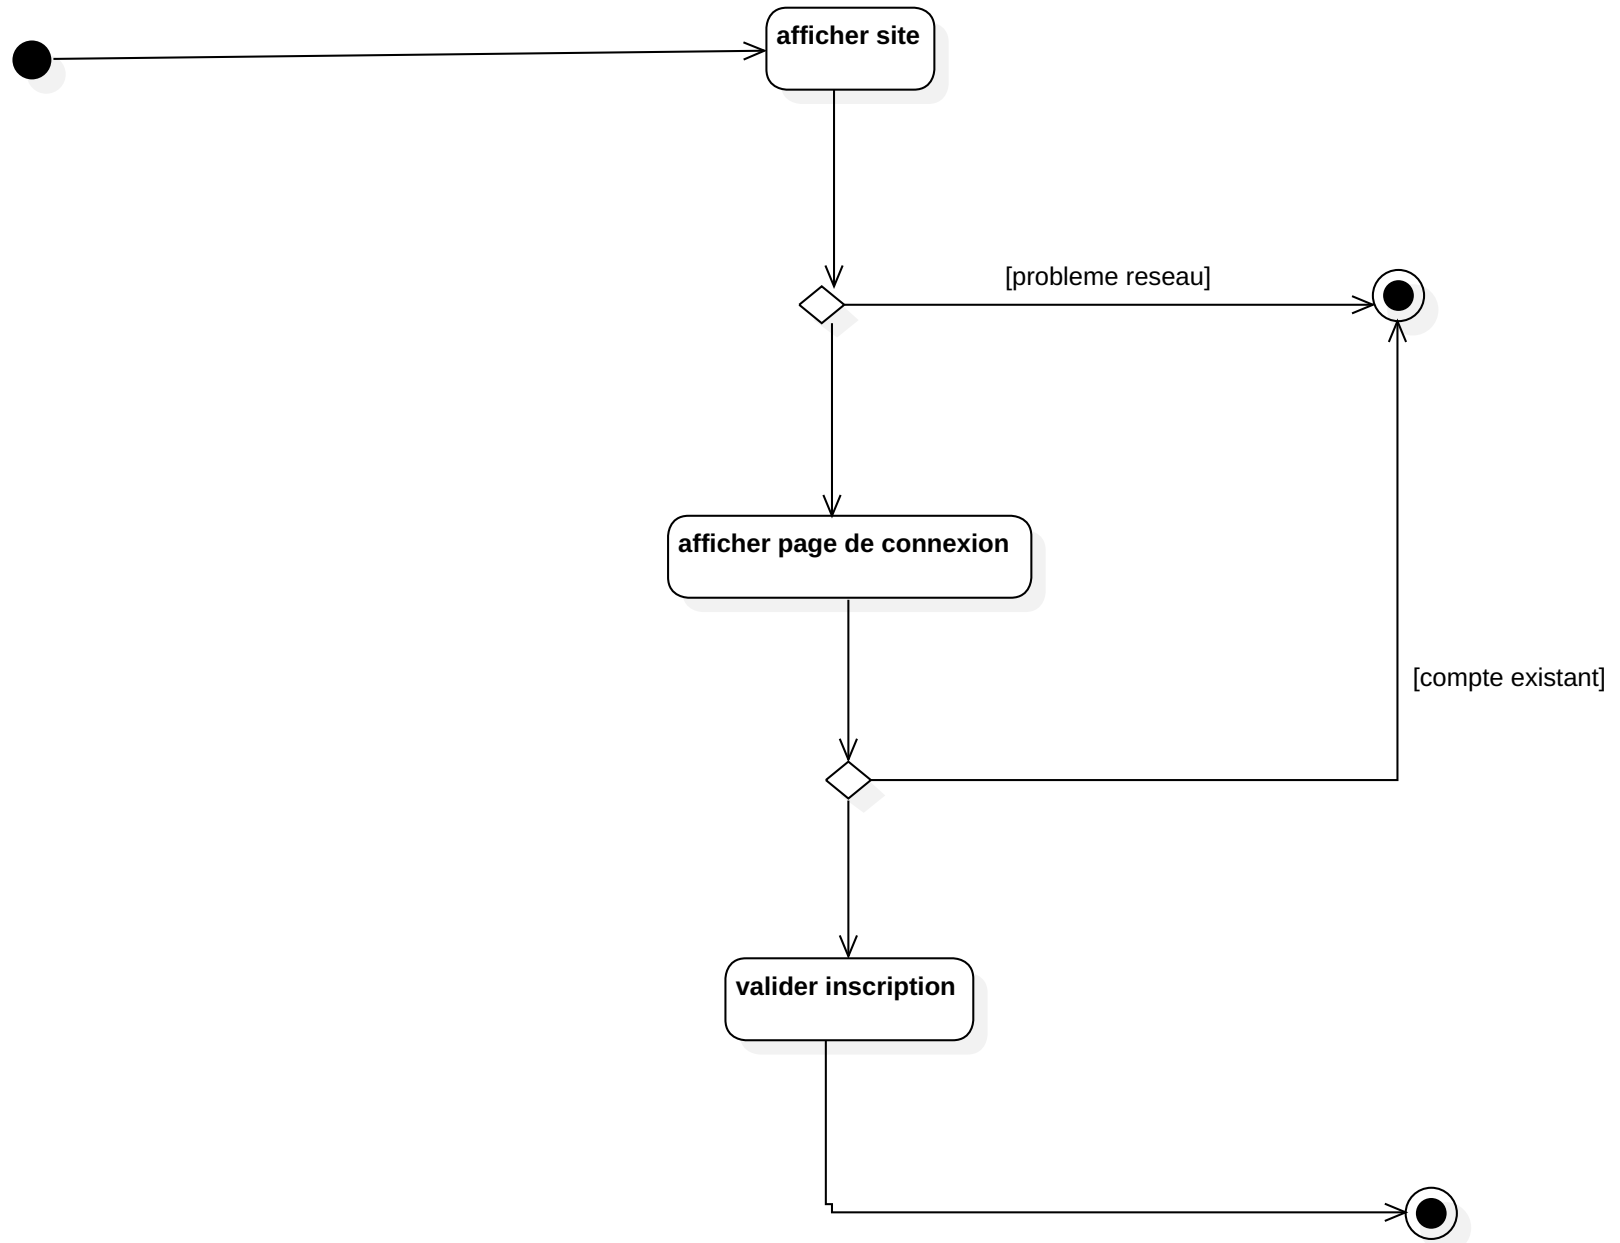 afficher site
[probleme reseau]
afficher page de connexion
[compte existant]
valider inscription